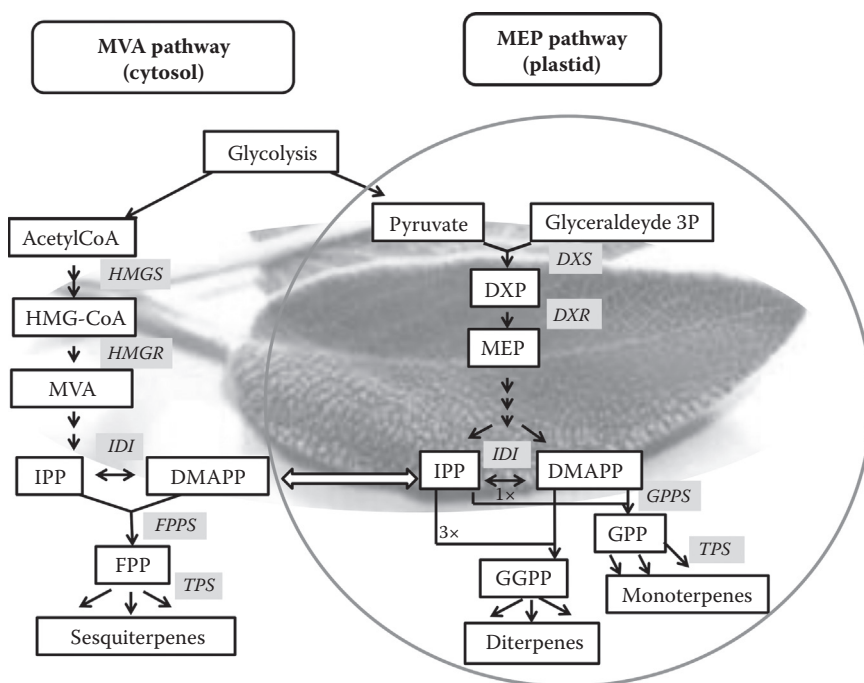 MVA pathway
(cytosol)
MEP pathway
(plastid)
Glycolysis
AcetylCoA
HMGS
HMG-CoA
HMGR
MVA
IDI
IPP
DMAPP
FPPS
FPP
TPS
Sesquiterpenes
Pyruvate
Glyceraldeyde 3P
DXS
DXP
DXR
MEP
IDI
IPP
DMAPP
1×
3×
GPPS
GPP
TPS
Monoterpenes
GGPP
Diterpenes